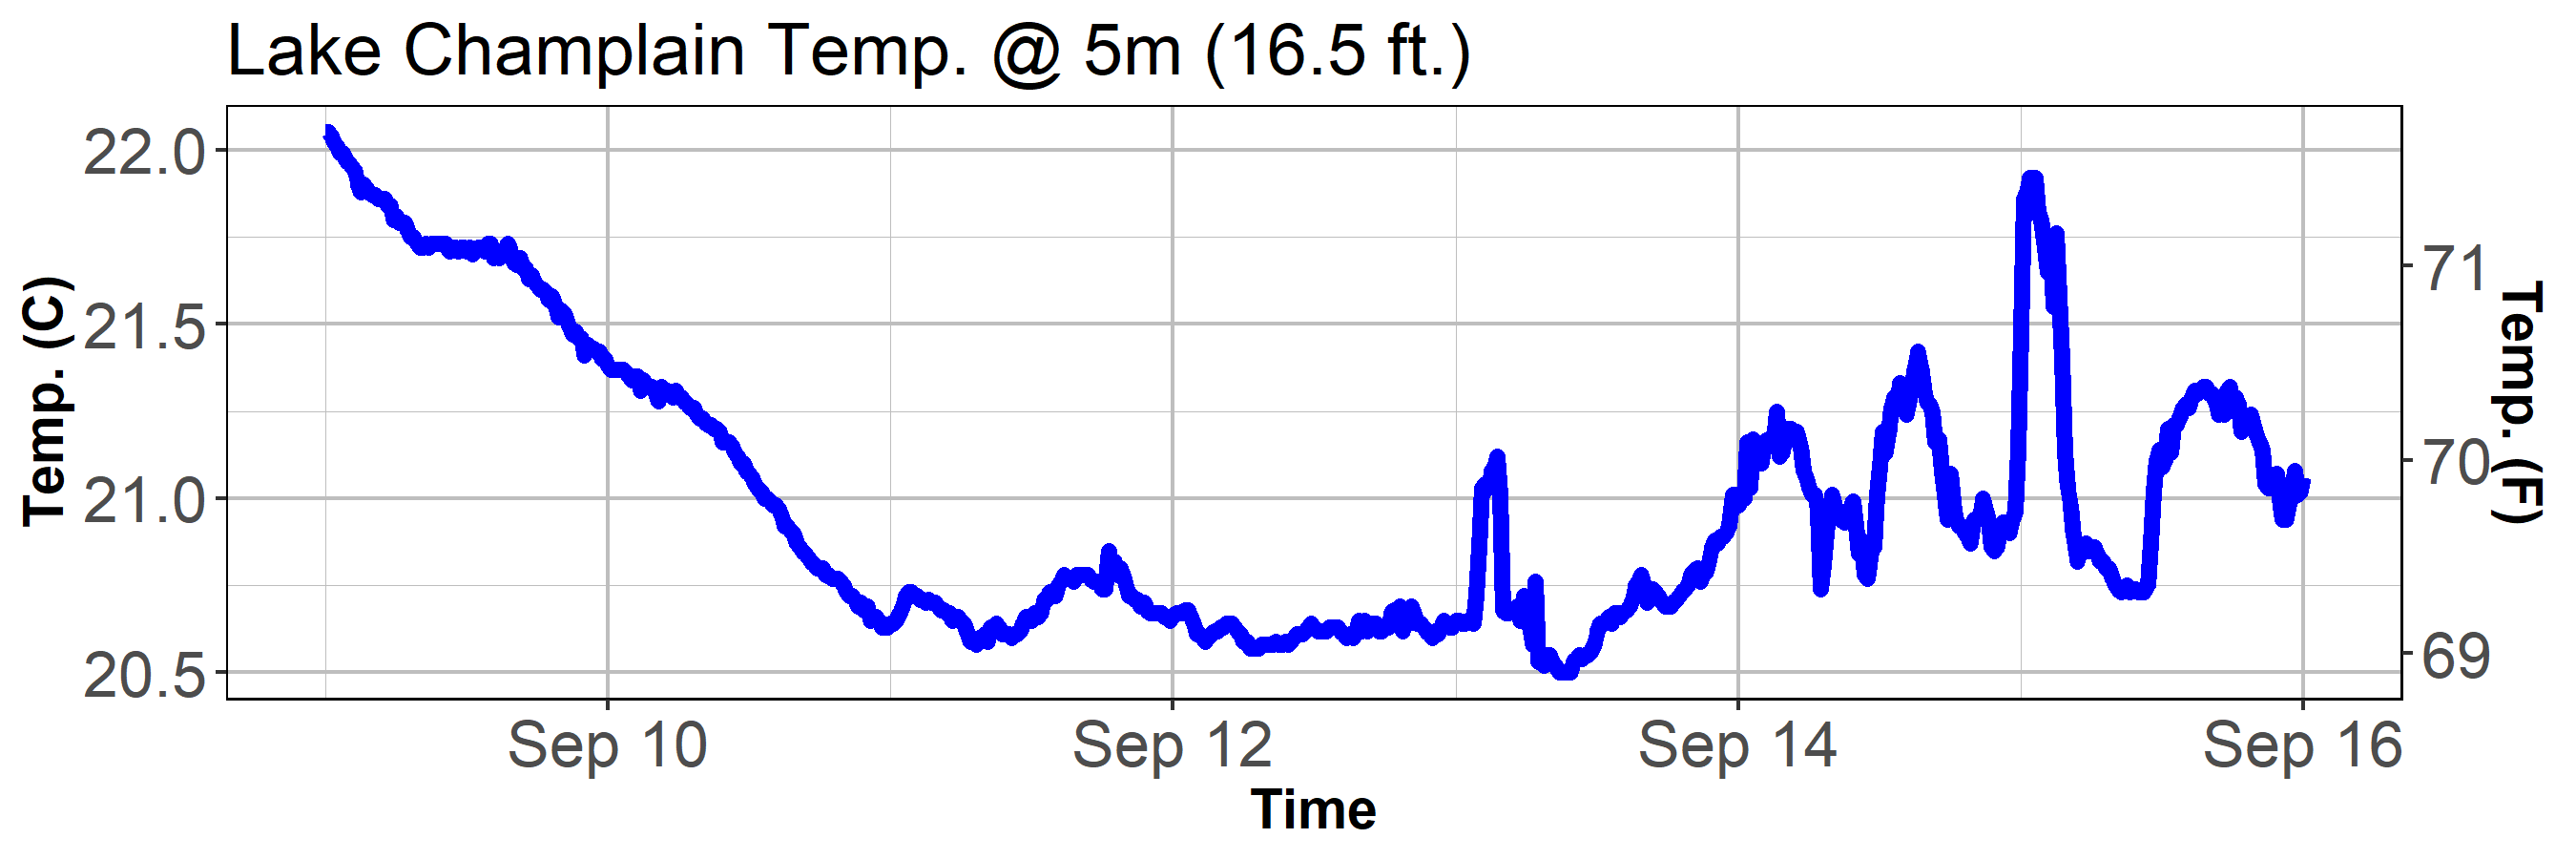 Lake Champlain Temp. @ 5m (16.5 ft.)
Temp. (C)
22.0
21.5
21.0
20.5
71
70
69
Temp. (F)
Sep 10
Sep 12
Sep 14
Sep 16
Time